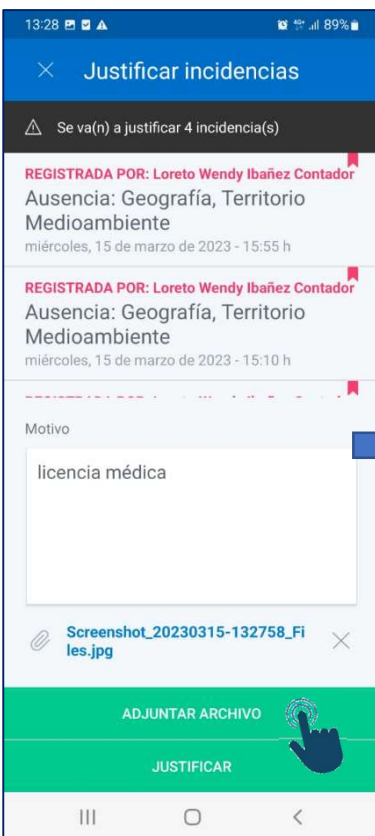 13:28 4G+ 89%
Justificar incidencias
Se va(n) a justificar 4 incidencia(s)
REGISTRADA POR: Loreto Wendy Ibañez Contador
Ausencia: Geografía, Territorio
Medioambiente
miércoles, 15 de marzo de 2023 - 15:55 h
REGISTRADA POR: Loreto Wendy Ibañez Contador
Ausencia: Geografía, Territorio
Medioambiente
miércoles, 15 de marzo de 2023 - 15:10 h
Motivo
licencia médica
Screenshot_20230315-132758_Fi
les.jpg
ADJUNTAR ARCHIVO
JUSTIFICAR